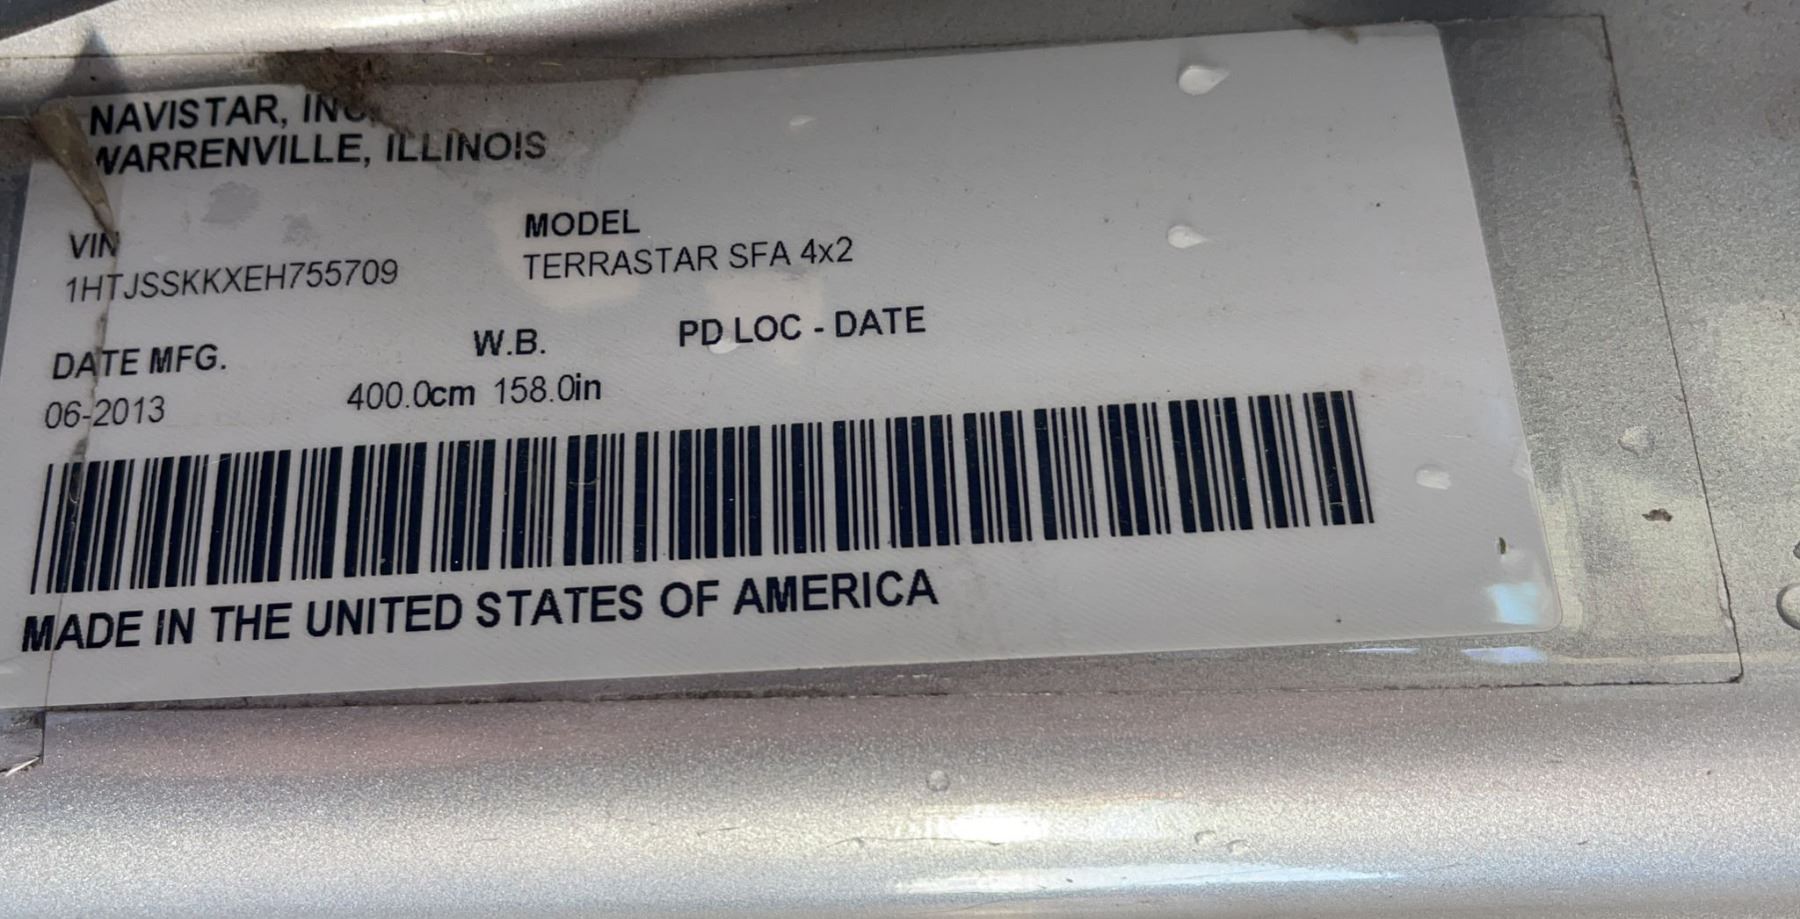 NAVISTAR, INC.
WARRENVILLE, ILLINOIS
VIN
1HTJSSKKXEH755709
MODEL
TERRASTAR SFA 4x2
DATE MFG.
06-2013
W.B.
400.0cm 158.0in
PD LOC - DATE
MADE IN THE UNITED STATES OF AMERICA